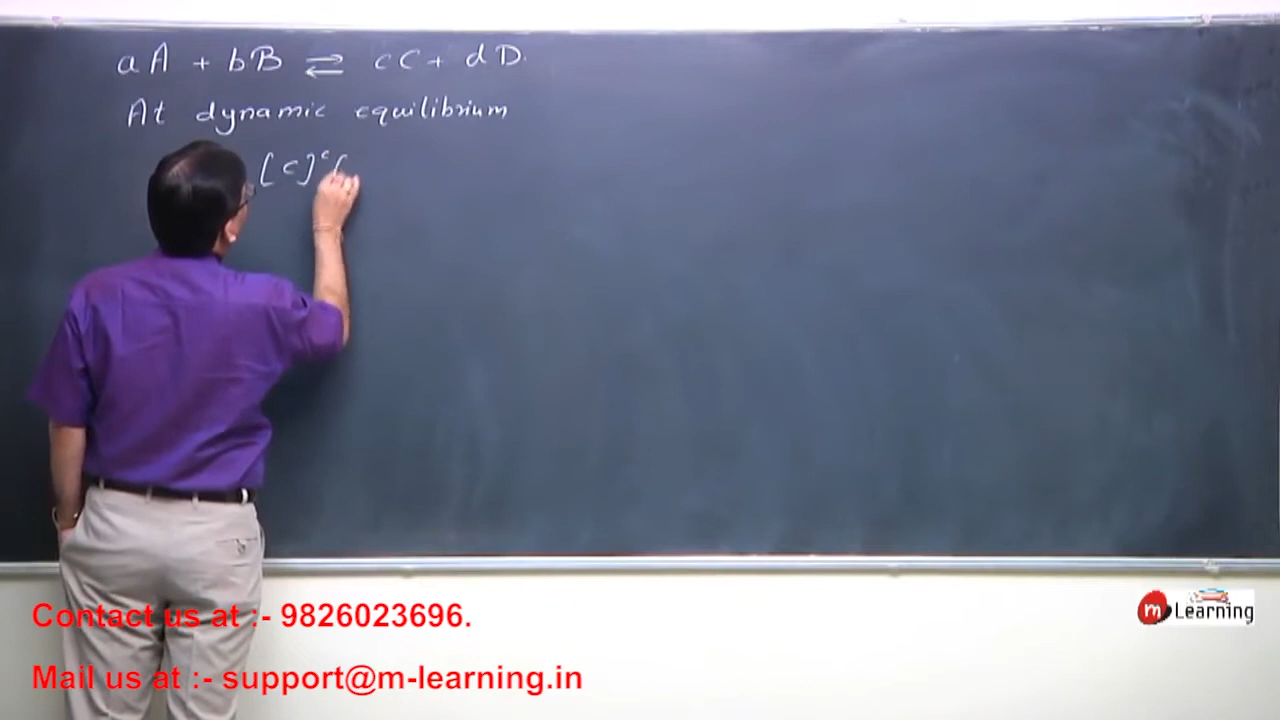 aA + bB ⇌ cC + dD.
At dynamic equilibrium
[C]ᶜ[
Contact us at :- 9826023696.
Mail us at :- support@m-learning.in
m Learning